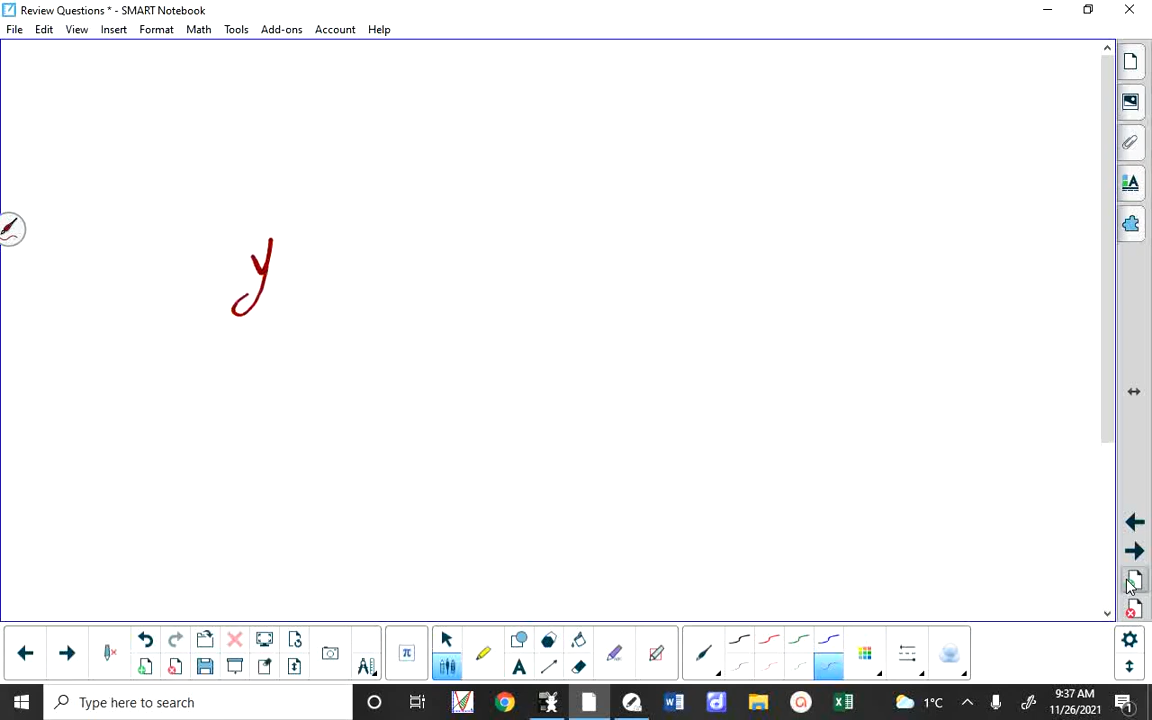 Review Questions * - SMART Notebook
File Edit View Insert Format Math Tools Add-ons Account Help
y
π
A
Type here to search
1°C
9:37 AM
11/26/2021
1